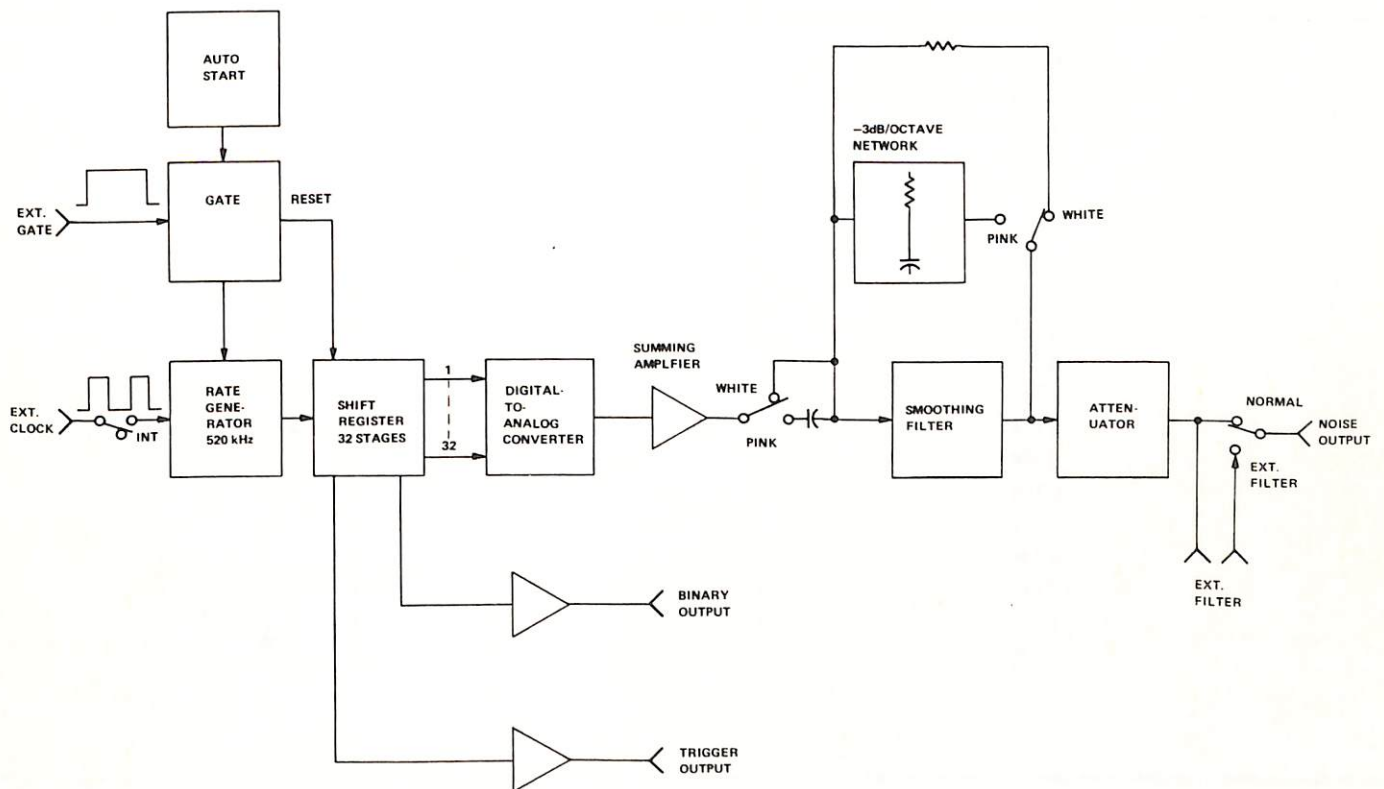 AUTO
START
-3dB/OCTAVE
NETWORK
GATE
RESET
EXT.
GATE
PINK
WHITE
SUMMING
AMPLFIER
WHITE
PINK
EXT.
CLOCK
INT
RATE
GENE-
RATOR
520 kHz
SHIFT
REGISTER
32 STAGES
1
32
DIGITAL-
TO-
ANALOG
CONVERTER
SMOOTHING
FILTER
ATTEN-
UATOR
NORMAL
NOISE
OUTPUT
EXT.
FILTER
EXT.
FILTER
BINARY
OUTPUT
TRIGGER
OUTPUT